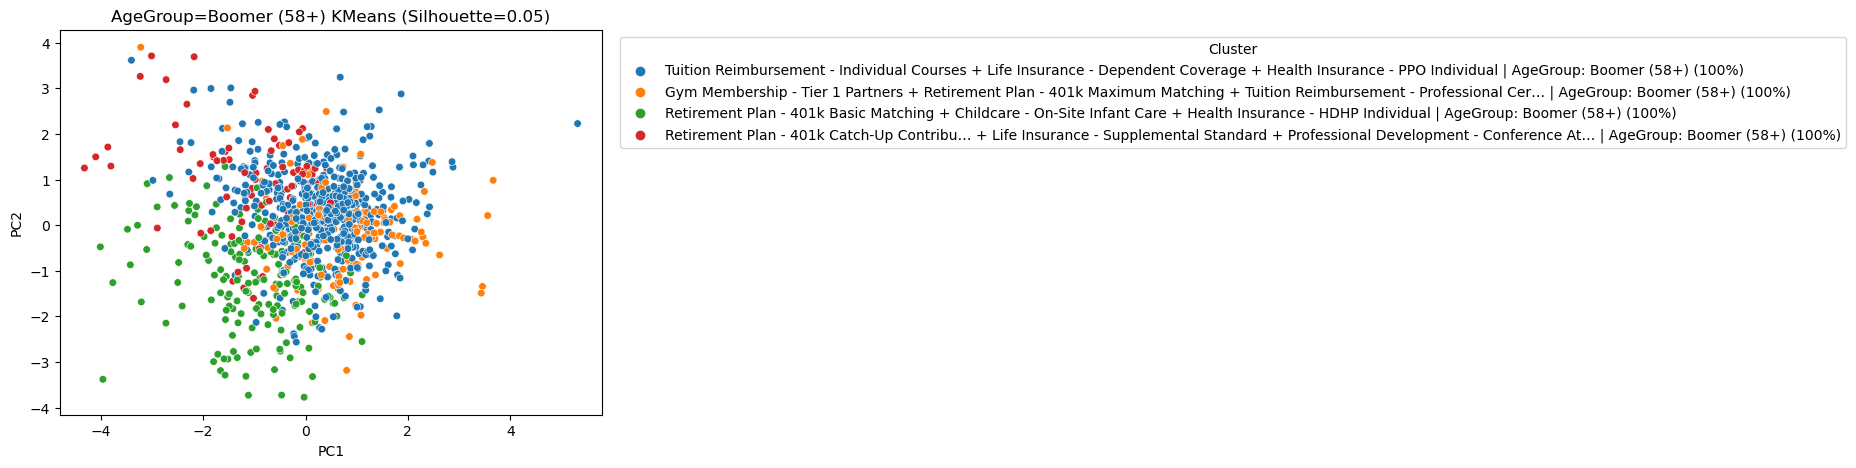 AgeGroup=Boomer (58+) KMeans (Silhouette=0.05)
4
3
2
1
0
−1
−2
−3
−4
PC2
−4
−2
0
2
4
PC1
Cluster
Tuition Reimbursement - Individual Courses + Life Insurance - Dependent Coverage + Health Insurance - PPO Individual | AgeGroup: Boomer (58+) (100%)
Gym Membership - Tier 1 Partners + Retirement Plan - 401k Maximum Matching + Tuition Reimbursement - Professional Cer… | AgeGroup: Boomer (58+) (100%)
Retirement Plan - 401k Basic Matching + Childcare - On-Site Infant Care + Health Insurance - HDHP Individual | AgeGroup: Boomer (58+) (100%)
Retirement Plan - 401k Catch-Up Contribu… + Life Insurance - Supplemental Standard + Professional Development - Conference At… | AgeGroup: Boomer (58+) (100%)